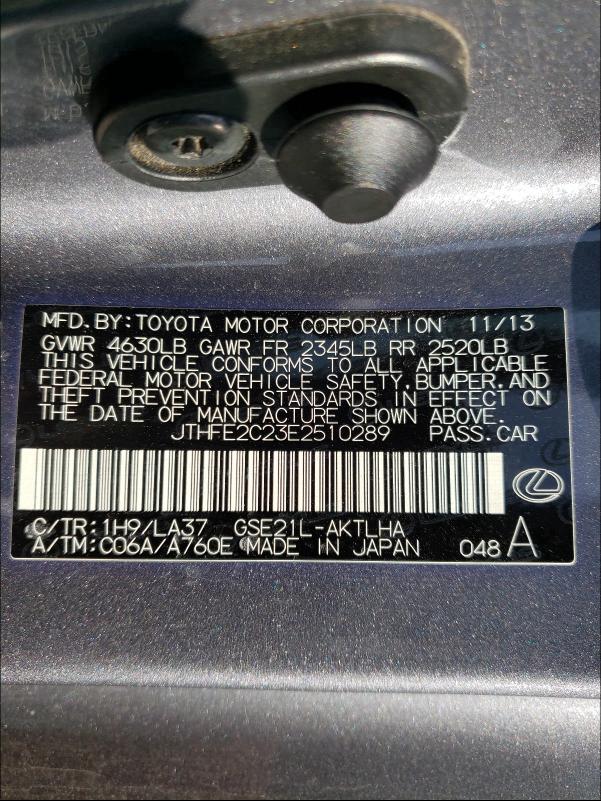 MFD.BY:TOYOTA MOTOR CORPORATION 11/13
GVWR 4630LB GAWR FR 2345LB RR 2520LB
THIS VEHICLE CONFORMS TO ALL APPLICABLE
FEDERAL MOTOR VEHICLE SAFETY,BUMPER,AND
THEFT PREVENTION STANDARDS IN EFFECT ON
THE DATE OF MANUFACTURE SHOWN ABOVE.
JTHFE2C23E2510289 PASS.CAR
C/TR:1H9/LA37 GSE21L-AKTLHA
A/TM:C06A/A760E MADE IN JAPAN 048 A